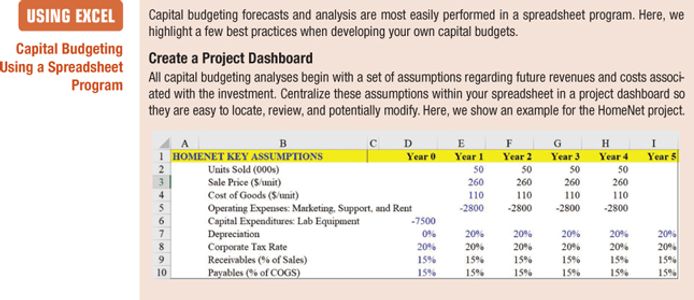 USING EXCEL
Capital Budgeting
Using a Spreadsheet
Program
Capital budgeting forecasts and analysis are most easily performed in a spreadsheet program. Here, we
highlight a few best practices when developing your own capital budgets.
Create a Project Dashboard
All capital budgeting analyses begin with a set of assumptions regarding future revenues and costs associ-
ated with the investment. Centralize these assumptions within your spreadsheet in a project dashboard so
they are easy to locate, review, and potentially modify. Here, we show an example for the HomeNet project.
A B C D E F G H I
1 HOMENET KEY ASSUMPTIONS Year 0 Year 1 Year 2 Year 3 Year 4 Year 5
2 Units Sold (000s) 50 50 50 50
3 Sale Price ($/unit) 260 260 260 260
4 Cost of Goods ($/unit) 110 110 110 110
5 Operating Expenses: Marketing, Support, and Rent -2800 -2800 -2800 -2800
6 Capital Expenditures: Lab Equipment -7500
7 Depreciation 0% 20% 20% 20% 20% 20%
8 Corporate Tax Rate 20% 20% 20% 20% 20% 20%
9 Receivables (% of Sales) 15% 15% 15% 15% 15% 15%
10 Payables (% of COGS) 15% 15% 15% 15% 15% 15%